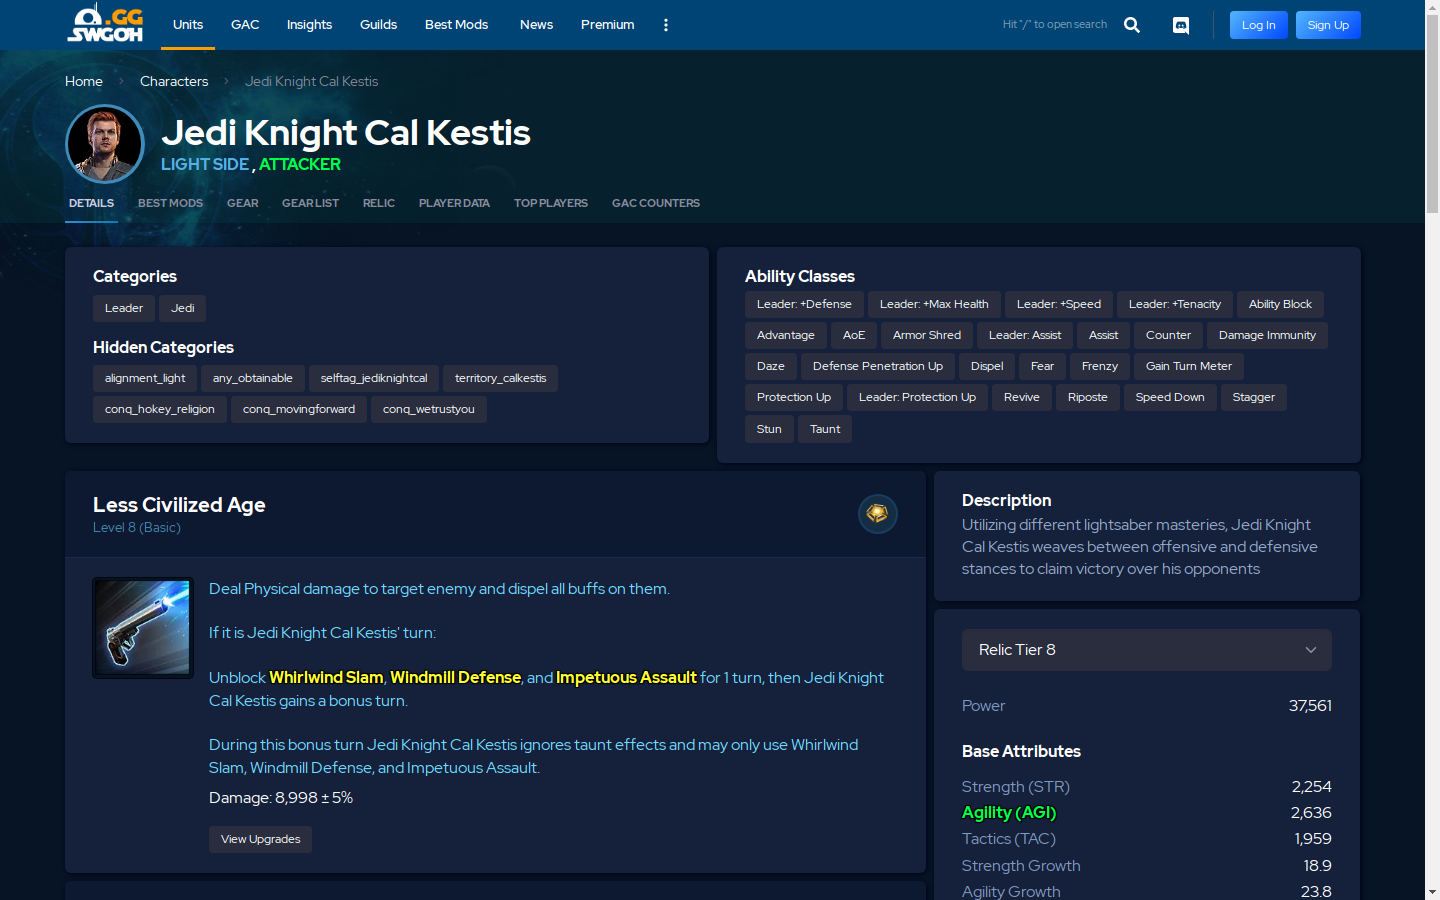 .GG
SWGOH
Units
GAC
Insights
Guilds
Best Mods
News
Premium
Hit "/" to open search
Log In
Sign Up
Home
Characters
Jedi Knight Cal Kestis
Jedi Knight Cal Kestis
LIGHT SIDE , ATTACKER
DETAILS
BEST MODS
GEAR
GEAR LIST
RELIC
PLAYER DATA
TOP PLAYERS
GAC COUNTERS
Categories
Leader
Jedi
Hidden Categories
alignment_light
any_obtainable
selftag_jediknightcal
territory_calkestis
conq_hokey_religion
conq_movingforward
conq_wetrustyou
Ability Classes
Leader: +Defense
Leader: +Max Health
Leader: +Speed
Leader: +Tenacity
Ability Block
Advantage
AoE
Armor Shred
Leader: Assist
Assist
Counter
Damage Immunity
Daze
Defense Penetration Up
Dispel
Fear
Frenzy
Gain Turn Meter
Protection Up
Leader: Protection Up
Revive
Riposte
Speed Down
Stagger
Stun
Taunt
Less Civilized Age
Level 8 (Basic)
Deal Physical damage to target enemy and dispel all buffs on them.
If it is Jedi Knight Cal Kestis' turn:
Unblock Whirlwind Slam, Windmill Defense, and Impetuous Assault for 1 turn, then Jedi Knight
Cal Kestis gains a bonus turn.
During this bonus turn Jedi Knight Cal Kestis ignores taunt effects and may only use Whirlwind
Slam, Windmill Defense, and Impetuous Assault.
Damage: 8,998 ± 5%
View Upgrades
Description
Utilizing different lightsaber masteries, Jedi Knight
Cal Kestis weaves between offensive and defensive
stances to claim victory over his opponents
Relic Tier 8
Power 37,561
Base Attributes
Strength (STR) 2,254
Agility (AGI) 2,636
Tactics (TAC) 1,959
Strength Growth 18.9
Agility Growth 23.8